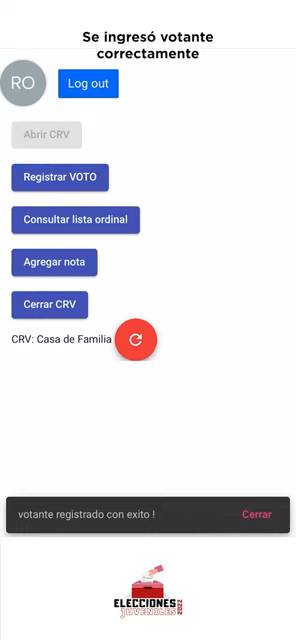 Se ingresó votante
correctamente
RO
Log out
Abrir CRV
Registrar VOTO
Consultar lista ordinal
Agregar nota
Cerrar CRV
CRV: Casa de Familia
votante registrado con exito !
Cerrar
ELECCIONES
JUVENILES
2022